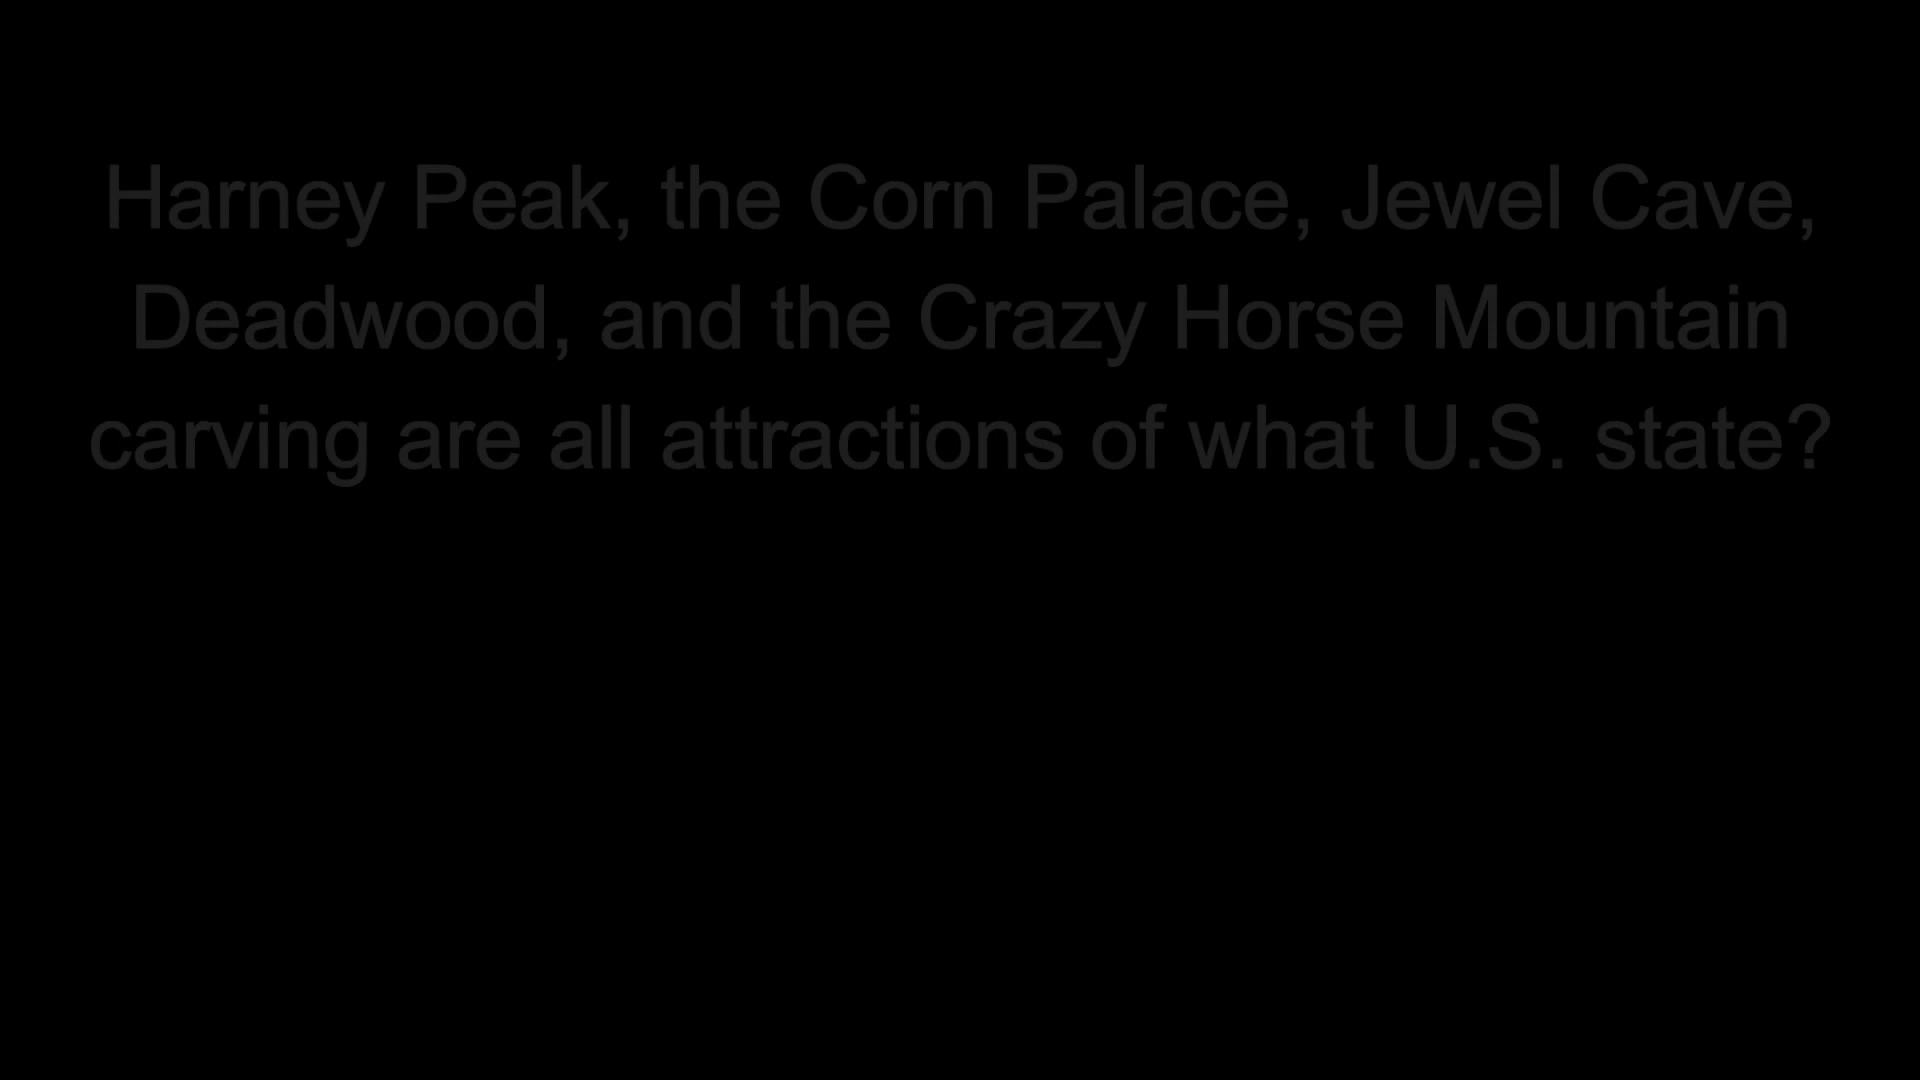 Harney Peak, the Corn Palace, Jewel Cave,
Deadwood, and the Crazy Horse Mountain
carving are all attractions of what U.S. state?